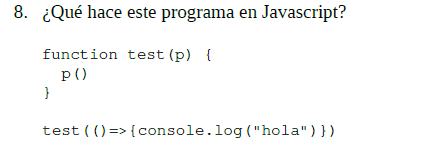 8. ¿Qué hace este programa en Javascript?
function test(p) {
  p()
}
test(()=>{console.log("hola")})